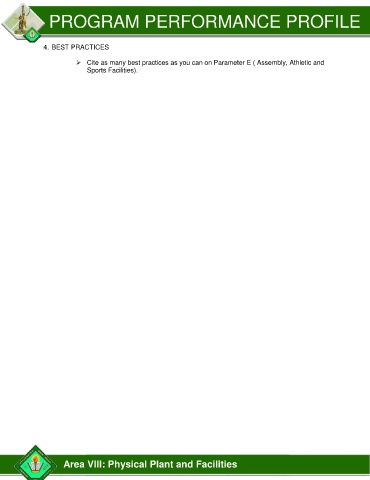 PROGRAM PERFORMANCE PROFILE
4. BEST PRACTICES
➢ Cite as many best practices as you can on Parameter E ( Assembly, Athletic and
Sports Facilities).
Area VIII: Physical Plant and Facilities